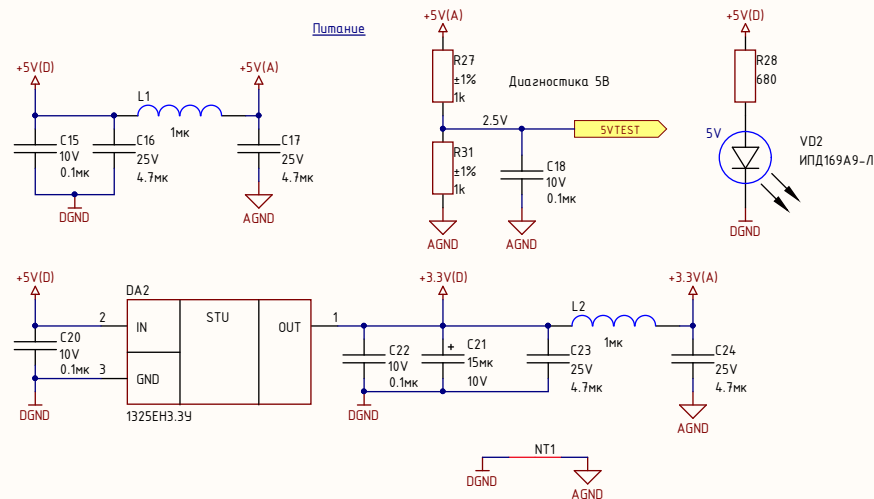 Питание
+5V(D)
L1
1мк
+5V(A)
C15
10V
0.1мк
C16
25V
4.7мк
C17
25V
4.7мк
DGND
AGND
+5V(A)
R27
±1%
1k
Диагностика 5В
2.5V
5VTEST
R31
±1%
1k
C18
10V
0.1мк
AGND
AGND
+5V(D)
R28
680
5V
VD2
ИПД169А9-Л
DGND
+5V(D)
C20
10V
0.1мк
DGND
DA2
2
IN
STU
OUT
1
3
GND
1325ЕН3.3У
+3.3V(D)
C22
10V
0.1мк
+
C21
15мк
10V
C23
25V
4.7мк
DGND
L2
1мк
+3.3V(A)
C24
25V
4.7мк
AGND
NT1
DGND
AGND